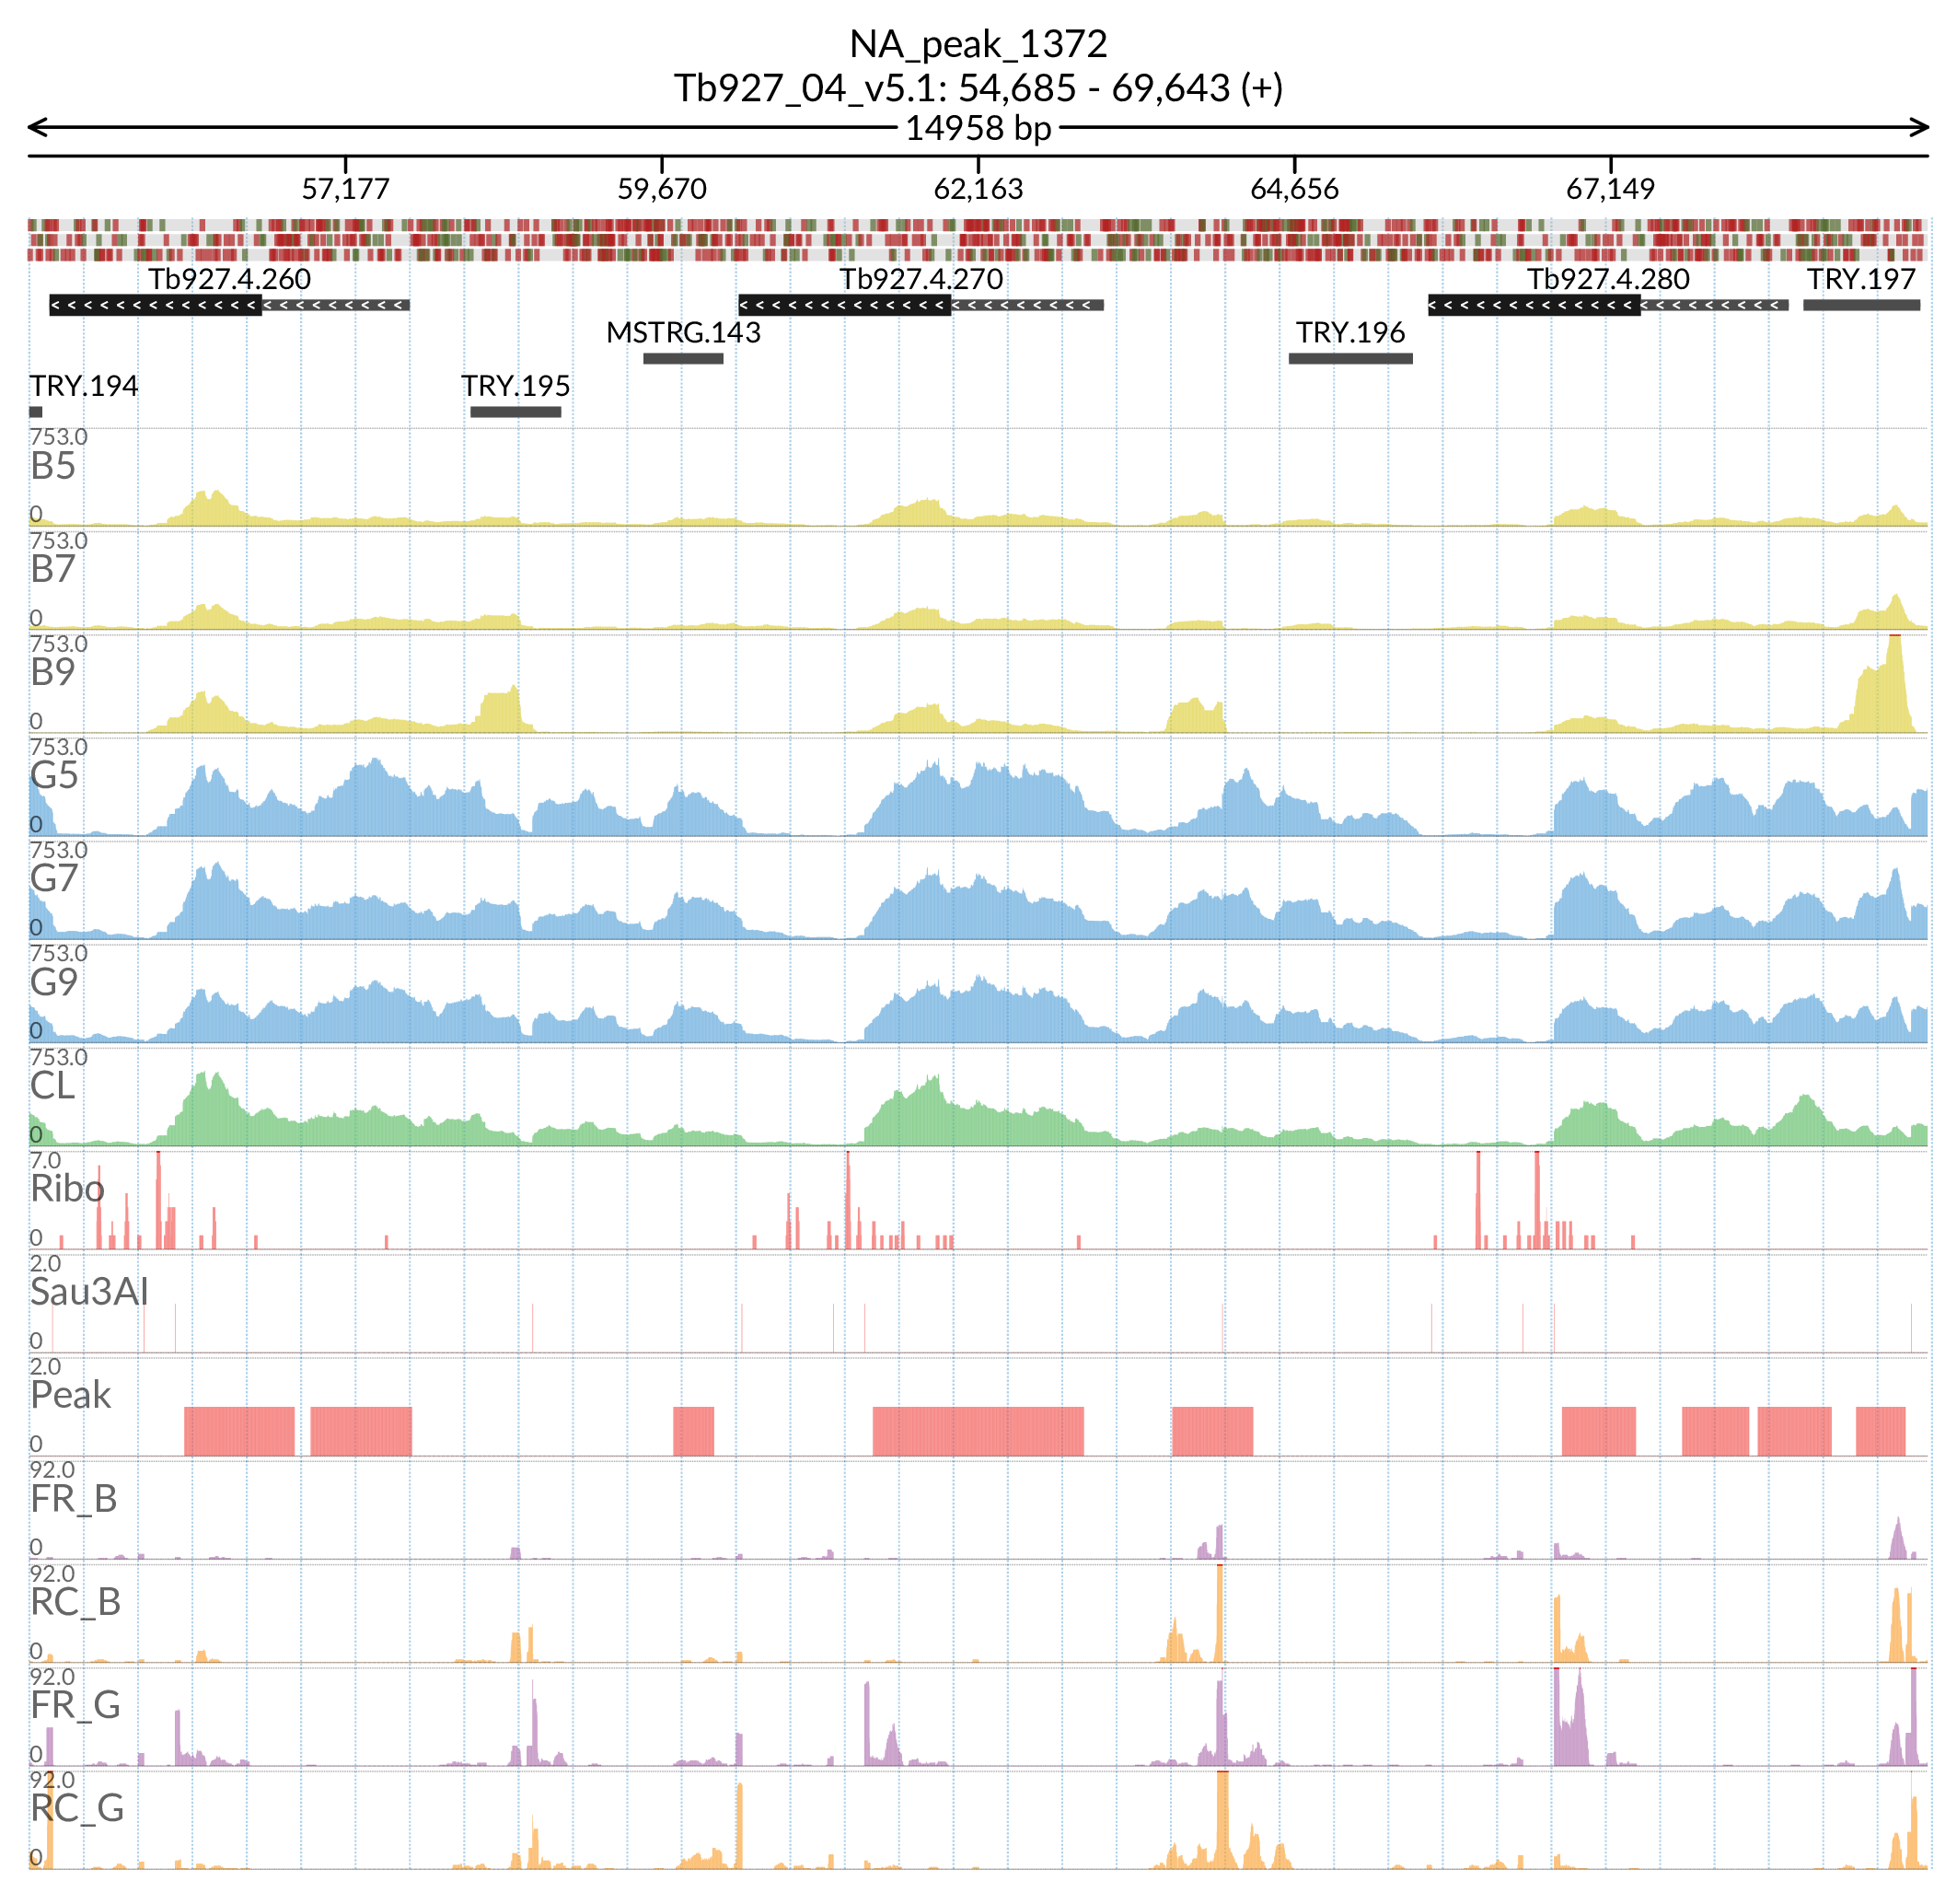 NA_peak_1372
Tb927_04_v5.1: 54,685 - 69,643 (+)
14958 bp
57,177 59,670 62,163 64,656 67,149
Tb927.4.260 Tb927.4.270 Tb927.4.280 TRY.197
MSTRG.143 TRY.196
TRY.194 TRY.195
753.0
B5
0
753.0
B7
0
753.0
B9
0
753.0
G5
0
753.0
G7
0
753.0
G9
0
753.0
CL
0
7.0
Ribo
0
2.0
Sau3AI
0
2.0
Peak
0
92.0
FR_B
0
92.0
RC_B
0
92.0
FR_G
0
92.0
RC_G
0